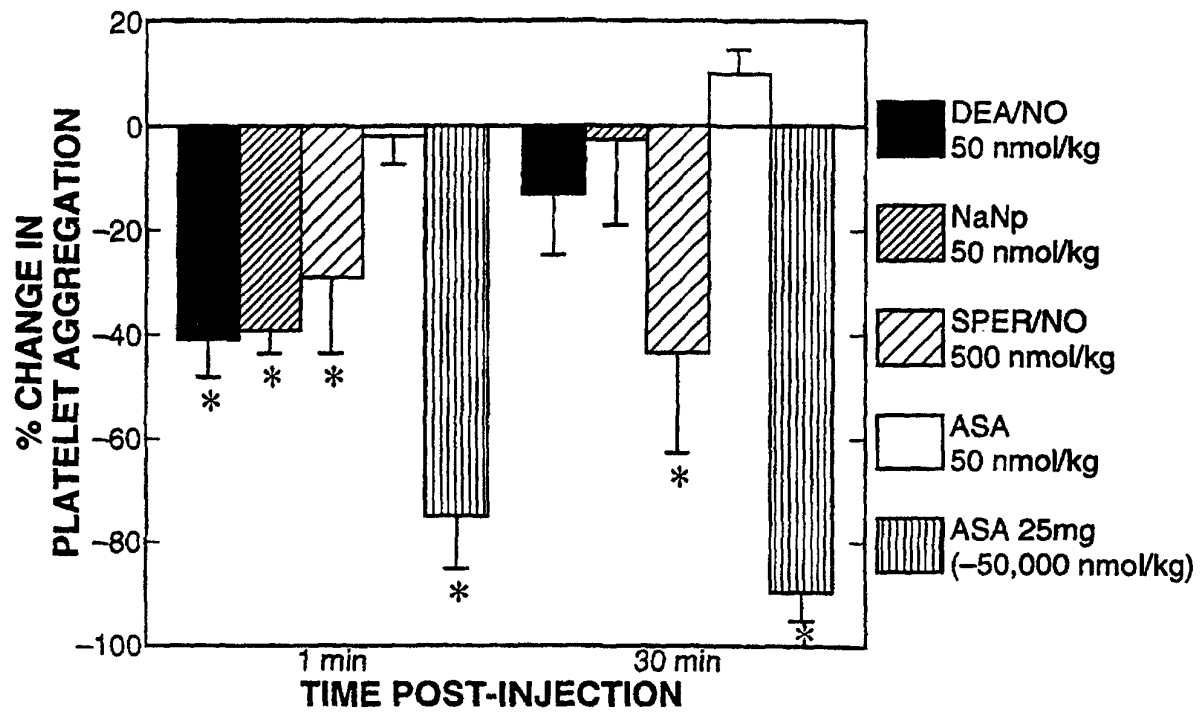 % CHANGE IN
PLATELET AGGREGATION
20
0
−20
−40
−60
−80
−100
*
*
*
*
*
*
1 min
30 min
TIME POST-INJECTION
DEA/NO
50 nmol/kg
NaNp
50 nmol/kg
SPER/NO
500 nmol/kg
ASA
50 nmol/kg
ASA 25mg
(−50,000 nmol/kg)